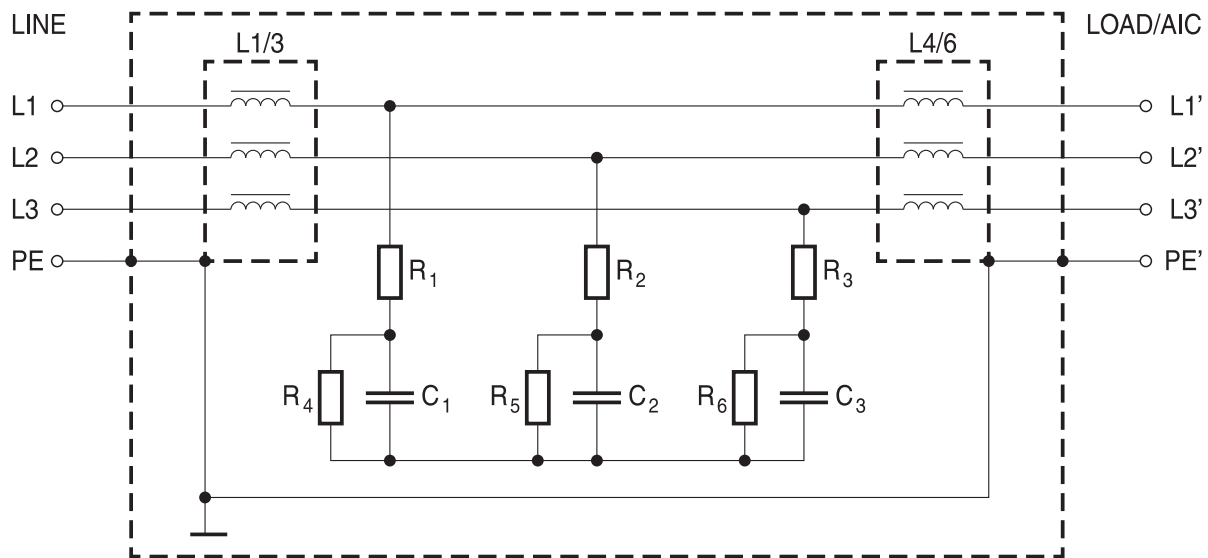 LINE
LOAD/AIC
L1/3
L4/6
L1
L1’
L2
L2’
L3
L3’
PE
PE’
R1
R2
R3
R4
C1
R5
C2
R6
C3